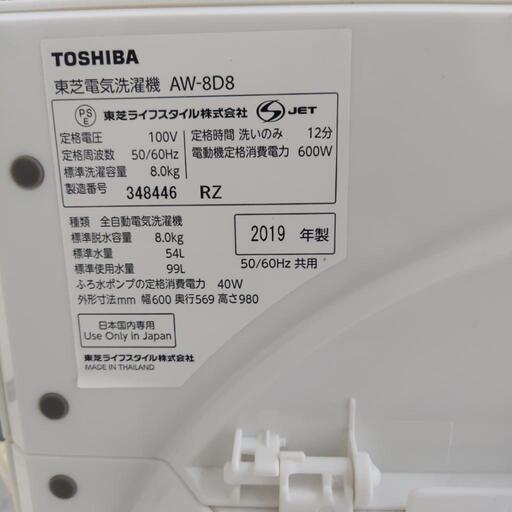 TOSHIBA
東芝電気洗濯機 AW-8D8
PS E 東芝ライフスタイル株式会社 S JET
定格電圧 100V 定格時間 洗いのみ 12分
定格周波数 50/60Hz 電動機定格消費電力 600W
標準洗濯容量 8.0kg
製造番号 348446 RZ
種類 全自動電気洗濯機
標準脱水容量 8.0kg 2019 年製
標準水量 54L
標準使用水量 99L 50/60Hz 共用
ふろ水ポンプの定格消費電力 40W
外形寸法mm 幅600 奥行569 高さ980
日本国内専用
Use Only in Japan
東芝ライフスタイル株式会社
MADE IN THAILAND